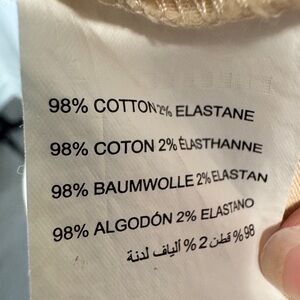 98% COTTON 2% ELASTANE
98% COTON 2% ÉLASTHANNE
98% BAUMWOLLE 2% ELASTAN
98% ALGODÓN 2% ELASTANO
98% قطن 2% ألياف لدنة